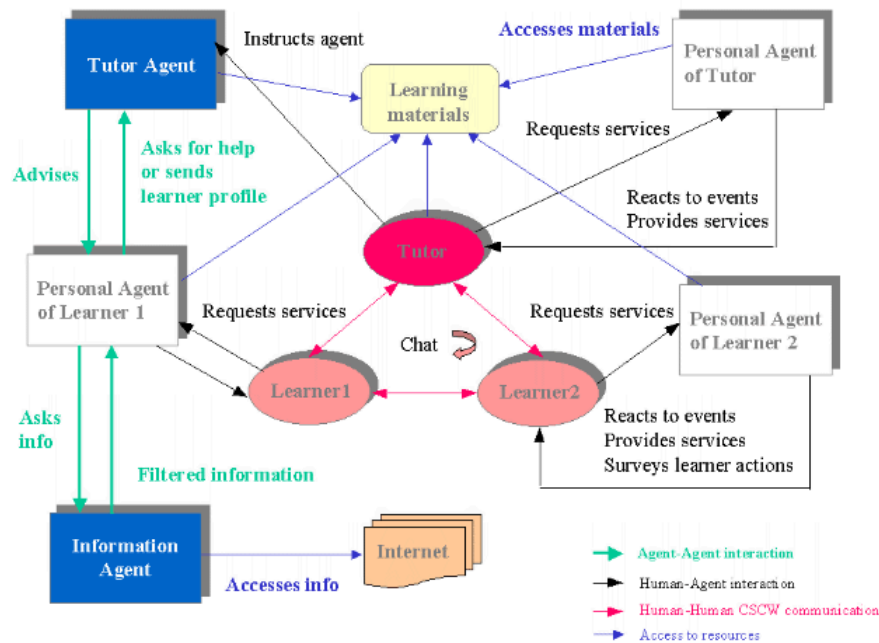 Instructs agent
Accesses materials
Tutor Agent
Learning
materials
Personal Agent
of Tutor
Requests services
Advises
Asks for help
or sends
learner profile
Reacts to events
Provides services
Tutor
Personal Agent
of Learner 1
Requests services
Requests services
Personal Agent
of Learner 2
Chat
Learner1
Learner2
Asks
info
Filtered information
Reacts to events
Provides services
Surveys learner actions
Information
Agent
Internet
Accesses info
Agent-Agent interaction
Human-Agent interaction
Human-Human CSCW communication
Access to resources